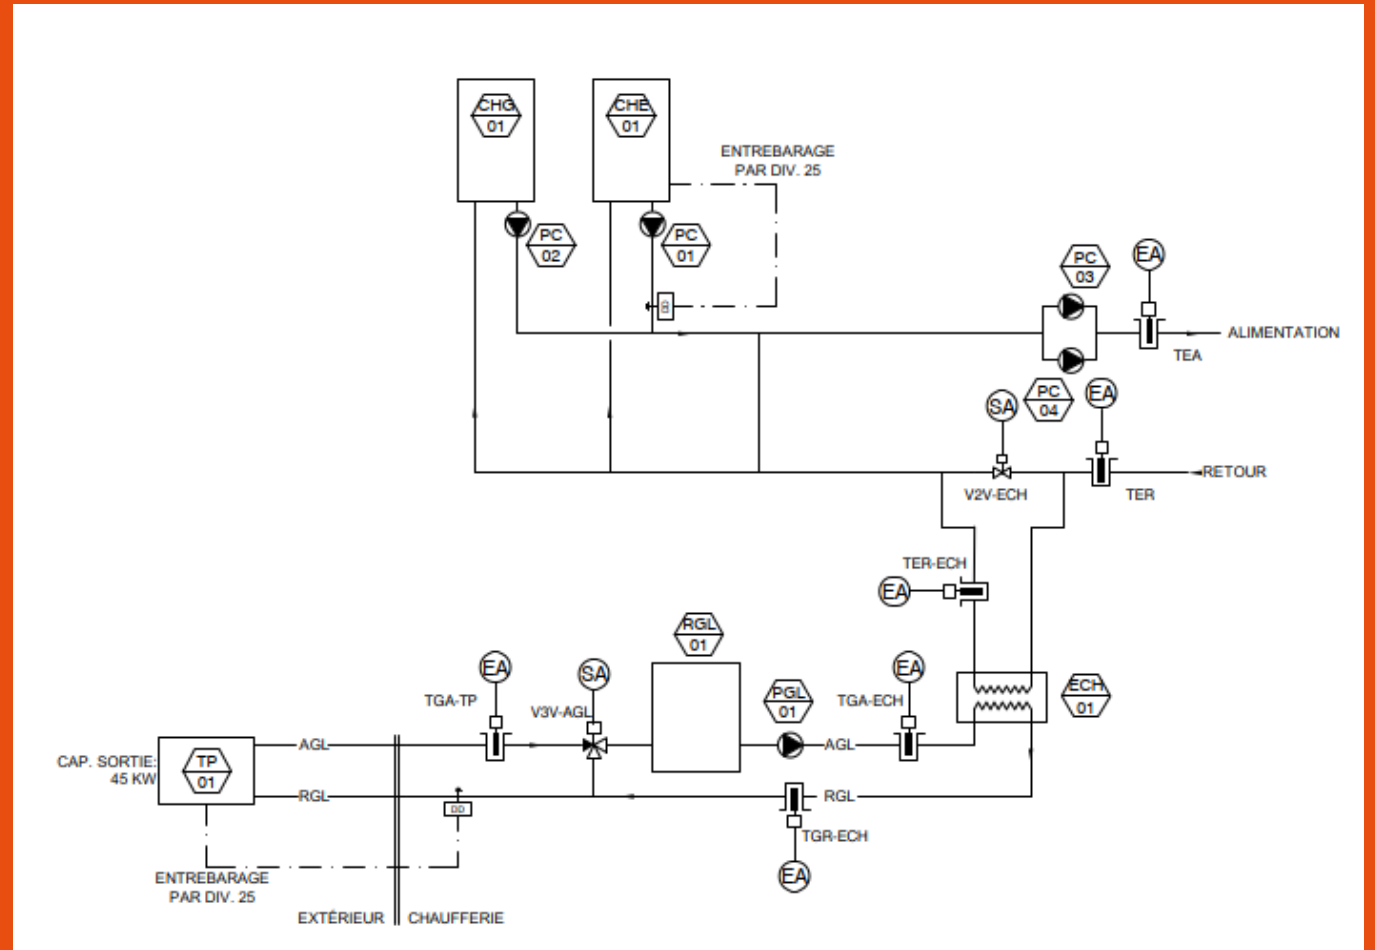 CHG
01
CHE
01
ENTREBARAGE
PAR DIV. 25
PC
02
PC
01
DD
PC
03
EA
ALIMENTATION
TEA
SA
PC
04
EA
RETOUR
V2V-ECH
TER
TER-ECH
EA
RGL
01
EA
SA
EA
TGA-TP
V3V-AGL
PGL
01
TGA-ECH
ECH
01
AGL
AGL
CAP. SORTIE:
45 KW
TP
01
RGL
RGL
DD
TGR-ECH
EA
ENTREBARAGE
PAR DIV. 25
EXTÉRIEUR
CHAUFFERIE